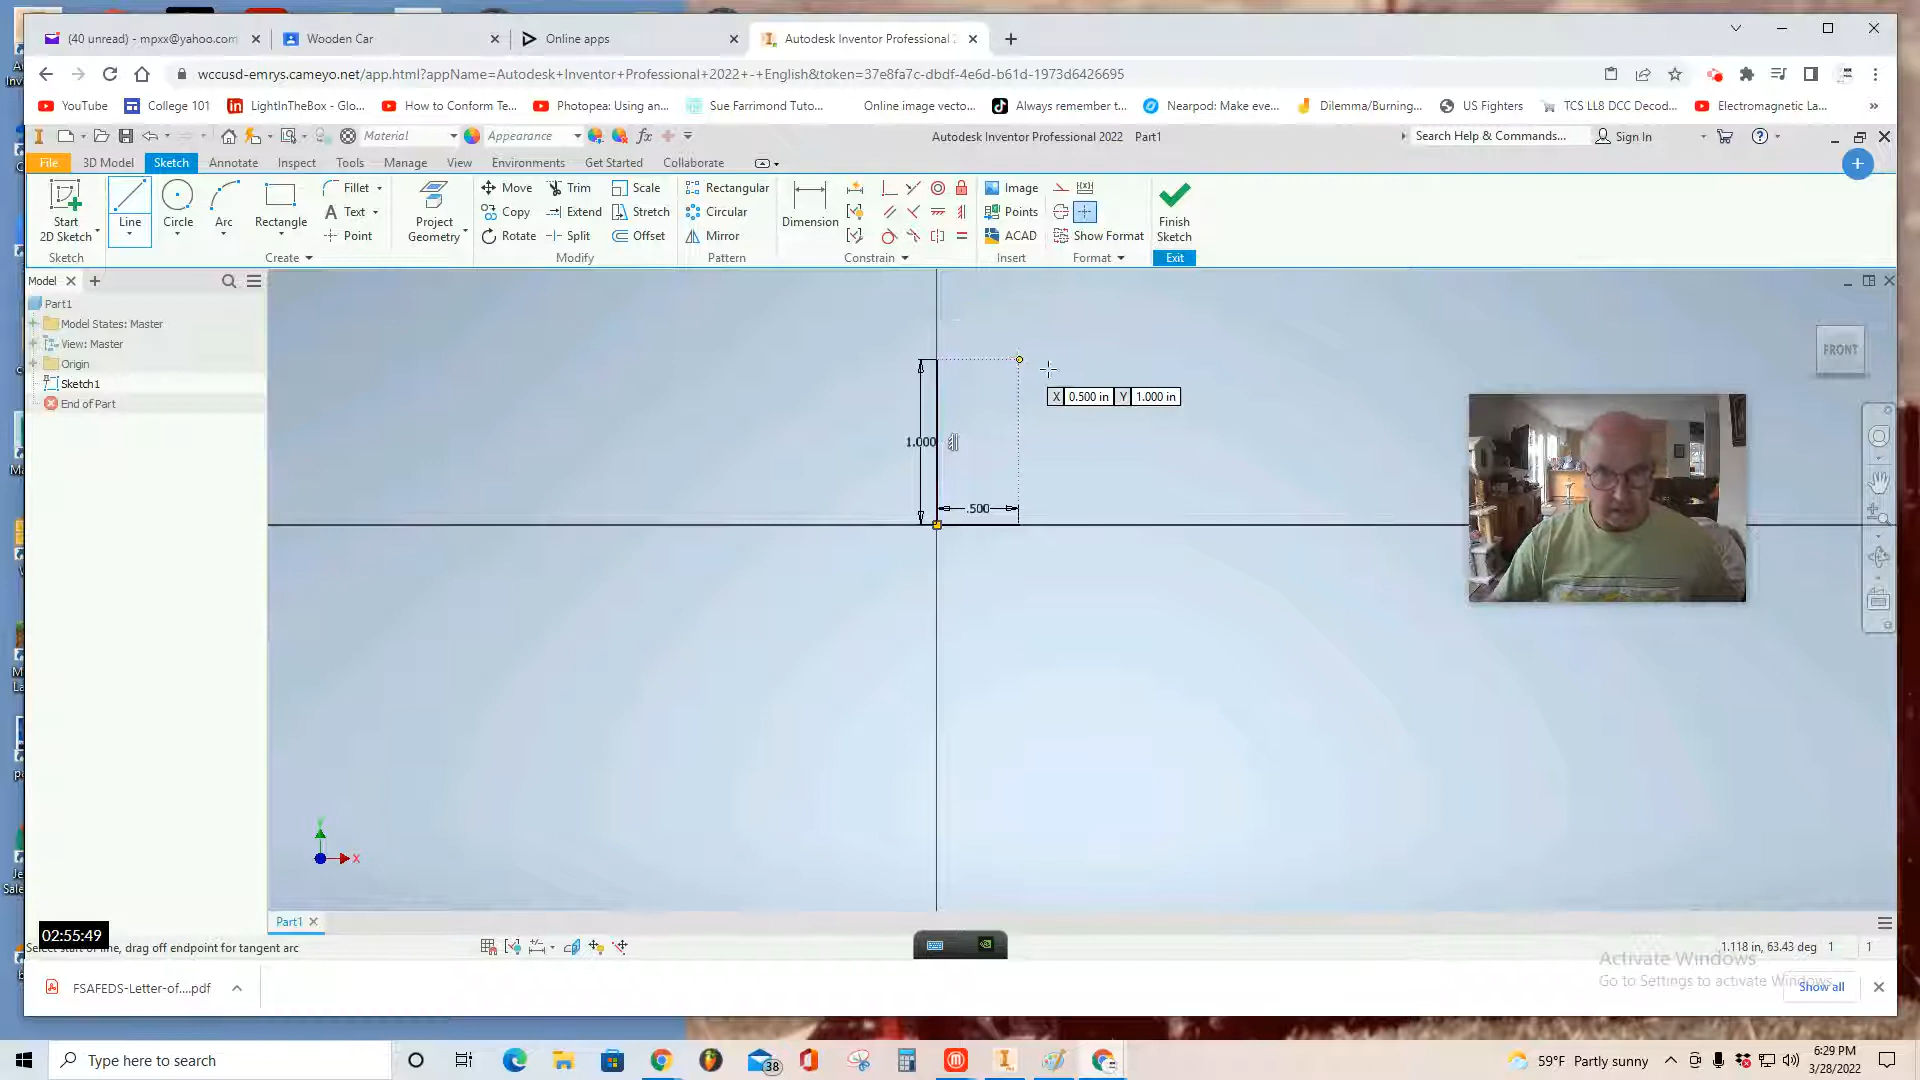 (40 unread) - mpxx@yahoo.com
Wooden Car
Online apps
Autodesk Inventor Professional 2
wccusd-emrys.cameyo.net/app.html?appName=Autodesk+Inventor+Professional+2022+-+English&token=37e8fa7c-dbdf-4e6d-b61d-1973d6426695
YouTube
College 101
LightInTheBox - Glo...
How to Conform Te...
Photopea: Using an...
Sue Farrimond Tuto...
Online image vecto...
Always remember t...
Nearpod: Make eve...
Dilemma/Burning...
US Fighters
TCS LL8 DCC Decod...
Electromagnetic La...
Material
Appearance
fx
Autodesk Inventor Professional 2022 Part1
Search Help & Commands...
Sign In
File
3D Model
Sketch
Annotate
Inspect
Tools
Manage
View
Environments
Get Started
Collaborate
Start
2D Sketch
Line
Circle
Arc
Rectangle
Fillet
Text
Point
Project
Geometry
Move
Copy
Rotate
Trim
Extend
Split
Scale
Stretch
Offset
Rectangular
Circular
Mirror
Dimension
Image
Points
ACAD
Show Format
Finish
Sketch
Sketch
Create
Modify
Pattern
Constrain
Insert
Format
Exit
Model
Part1
Model States: Master
View: Master
Origin
Sketch1
End of Part
FRONT
X 0.500 in Y 1.000 in
1.000
.500
X
Part1
02:55:49
Select start of line, drag off endpoint for tangent arc
1.118 in, 63.43 deg 1 1
Activate Windows
Go to Settings to activate Windows.
FSAFEDS-Letter-of....pdf
Show all
Type here to search
38
59°F Partly sunny
6:29 PM
3/28/2022